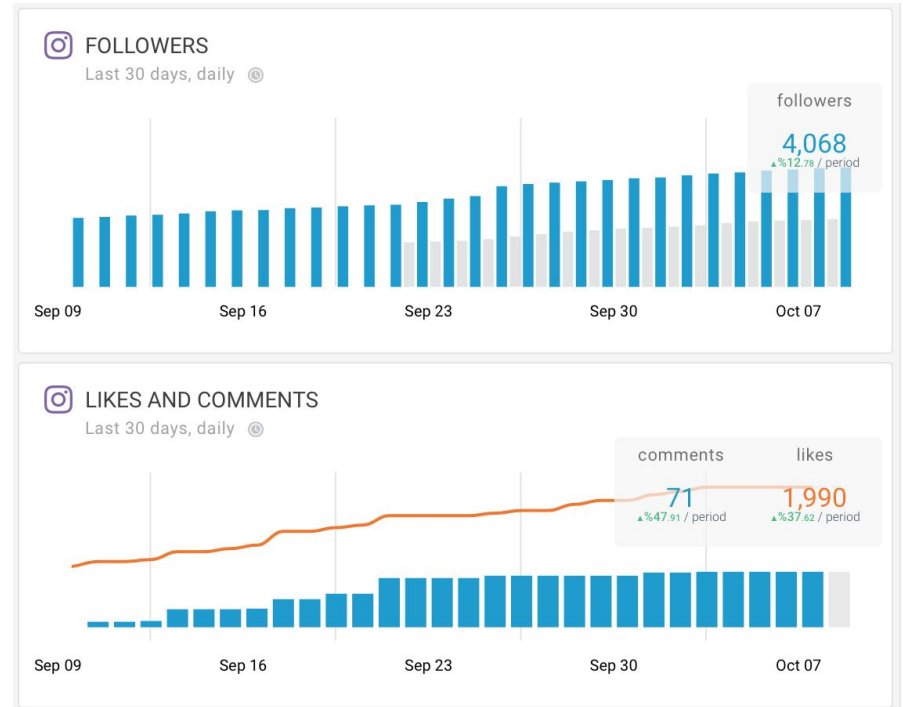 FOLLOWERS
Last 30 days, daily
followers
4,068
▲%12.78 / period
Sep 09 Sep 16 Sep 23 Sep 30 Oct 07
LIKES AND COMMENTS
Last 30 days, daily
comments likes
71 1,990
▲%47.91 / period ▲%37.62 / period
Sep 09 Sep 16 Sep 23 Sep 30 Oct 07